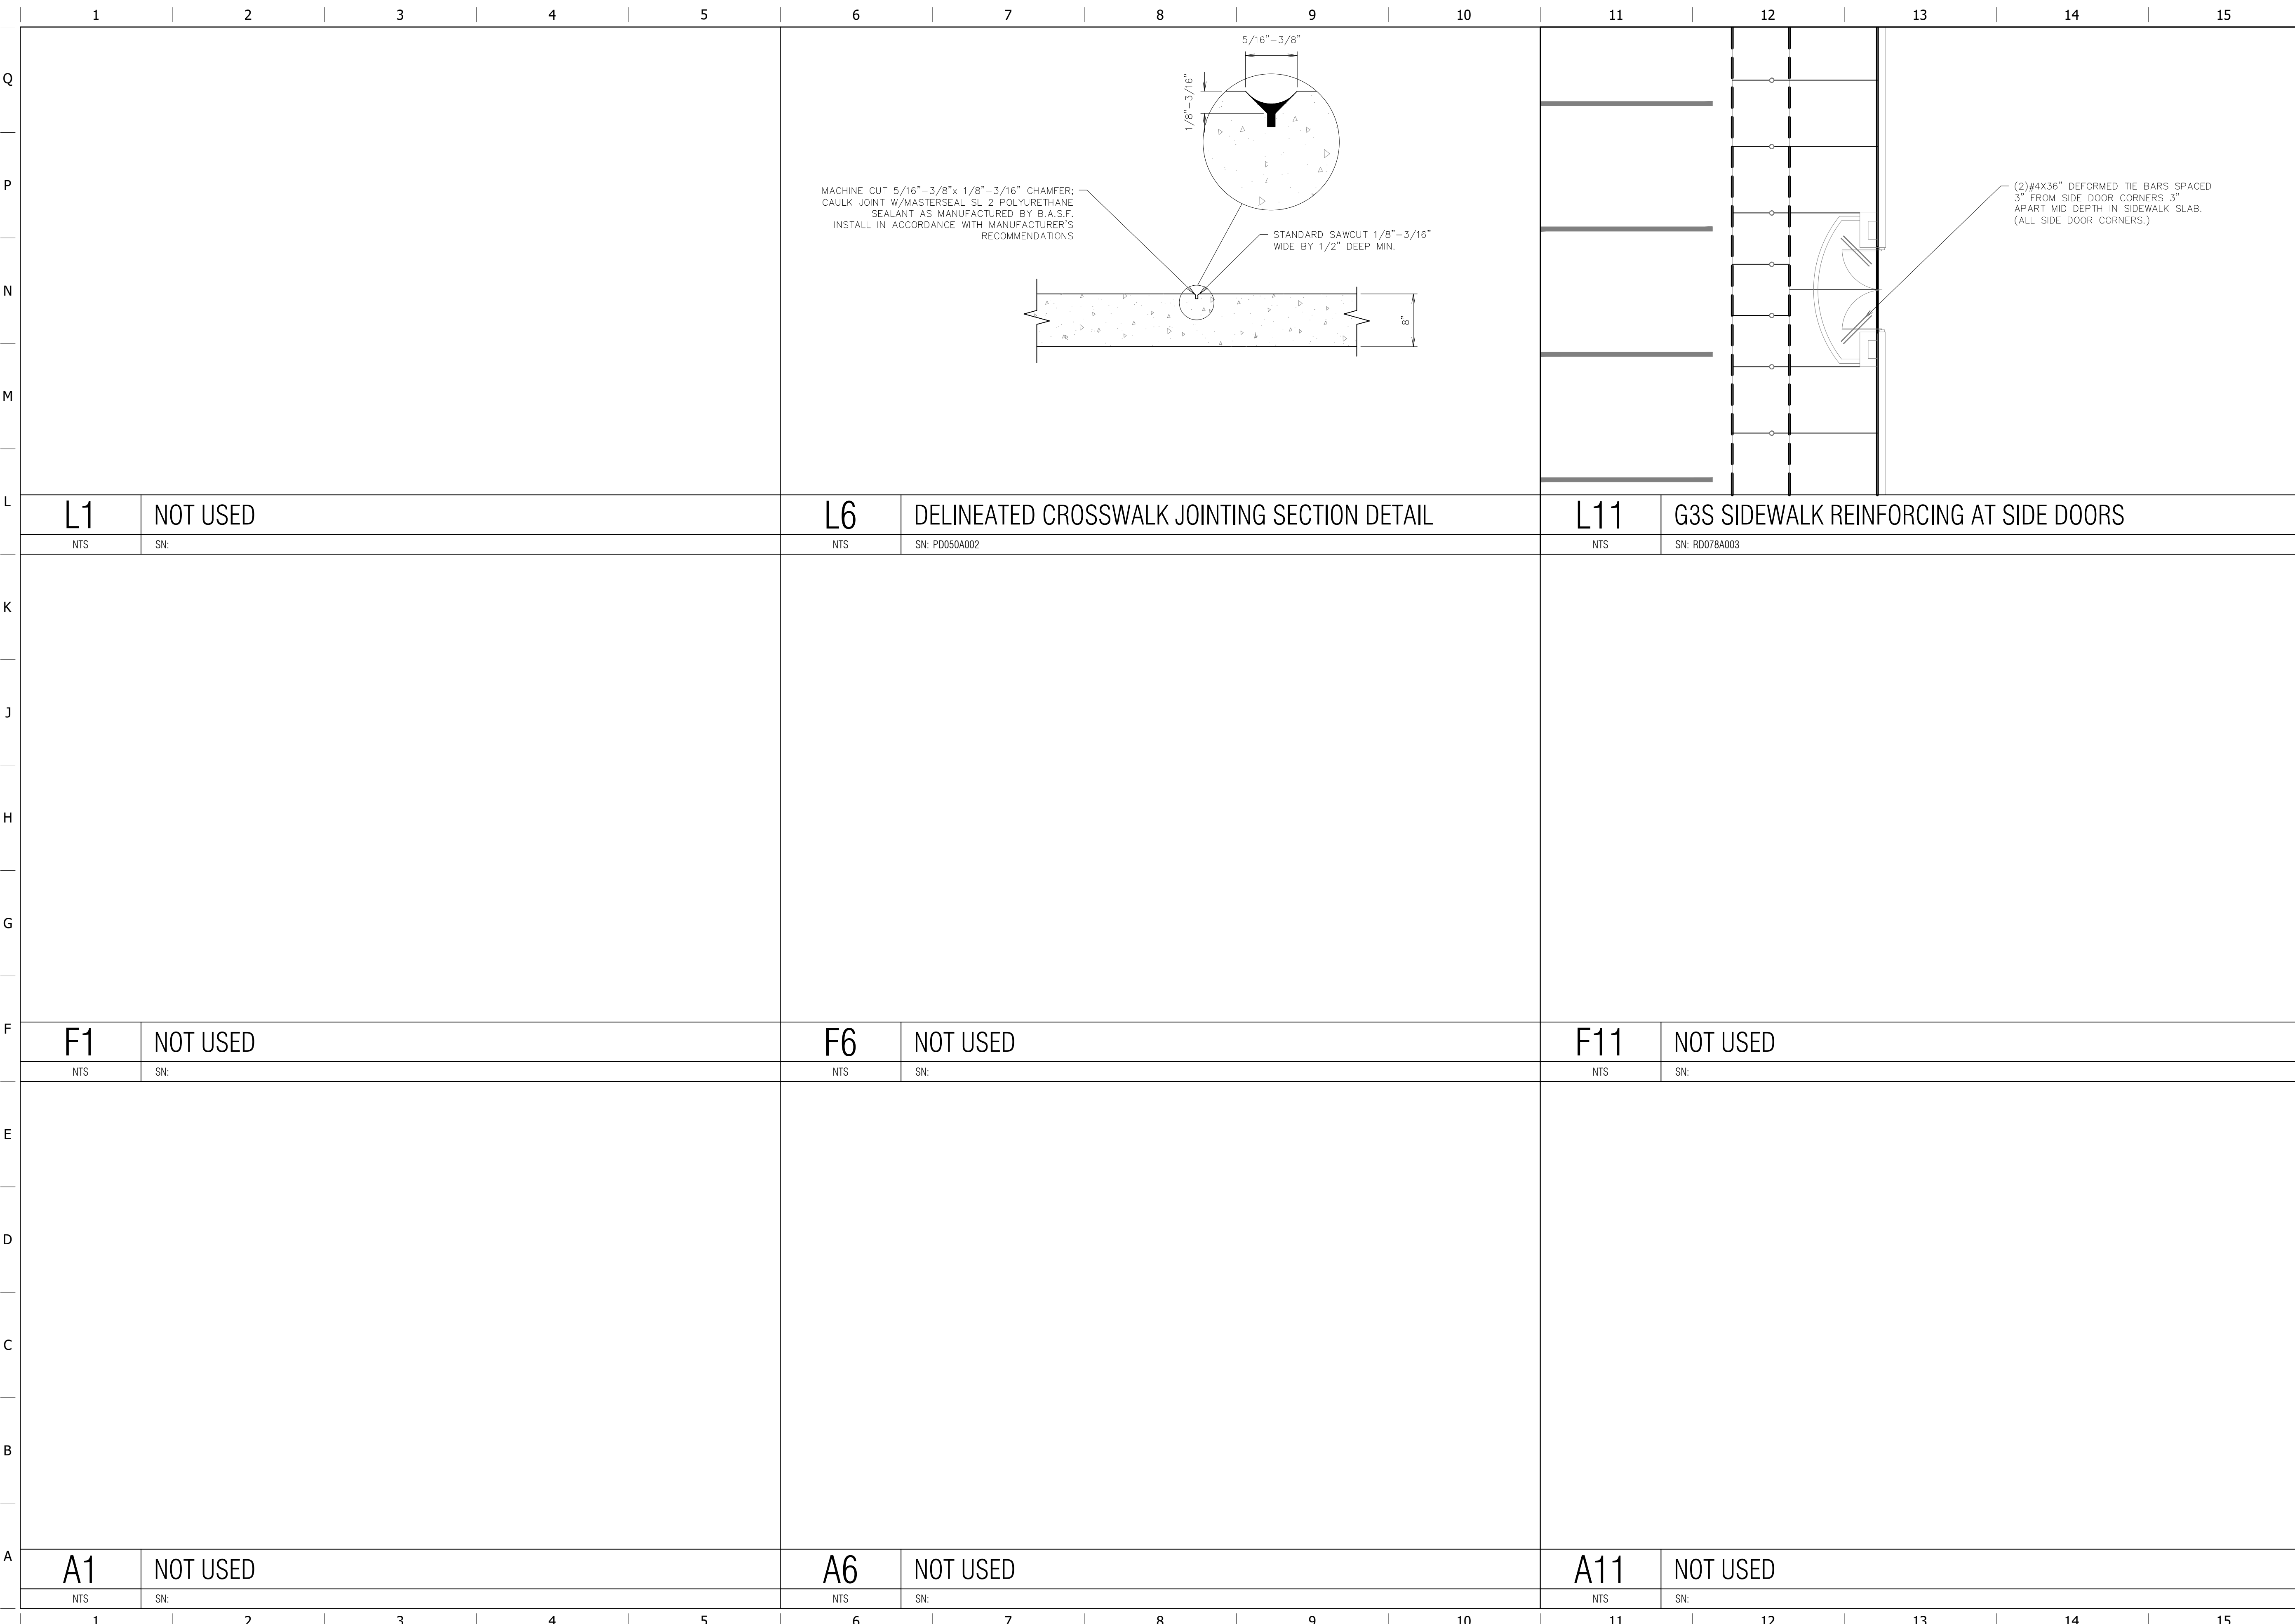 1 2 3 4 5 6 7 8 9 10 11 12 13 14 15
Q
P
N
M
L
K
J
H
G
F
E
D
C
B
A
5/16"-3/8"
1/8"-3/16"
MACHINE CUT 5/16"-3/8"x 1/8"-3/16" CHAMFER;
CAULK JOINT W/MASTERSEAL SL 2 POLYURETHANE
SEALANT AS MANUFACTURED BY B.A.S.F.
INSTALL IN ACCORDANCE WITH MANUFACTURER'S
RECOMMENDATIONS
STANDARD SAWCUT 1/8"-3/16"
WIDE BY 1/2" DEEP MIN.
8"
(2)#4X36" DEFORMED TIE BARS SPACED
3" FROM SIDE DOOR CORNERS 3"
APART MID DEPTH IN SIDEWALK SLAB.
(ALL SIDE DOOR CORNERS.)
L1 NOT USED
NTS SN:
L6 DELINEATED CROSSWALK JOINTING SECTION DETAIL
NTS SN: PD050A002
L11 G3S SIDEWALK REINFORCING AT SIDE DOORS
NTS SN: RD078A003
F1 NOT USED
NTS SN:
F6 NOT USED
NTS SN:
F11 NOT USED
NTS SN:
A1 NOT USED
NTS SN:
A6 NOT USED
NTS SN:
A11 NOT USED
NTS SN:
1 2 3 4 5 6 7 8 9 10 11 12 13 14 15